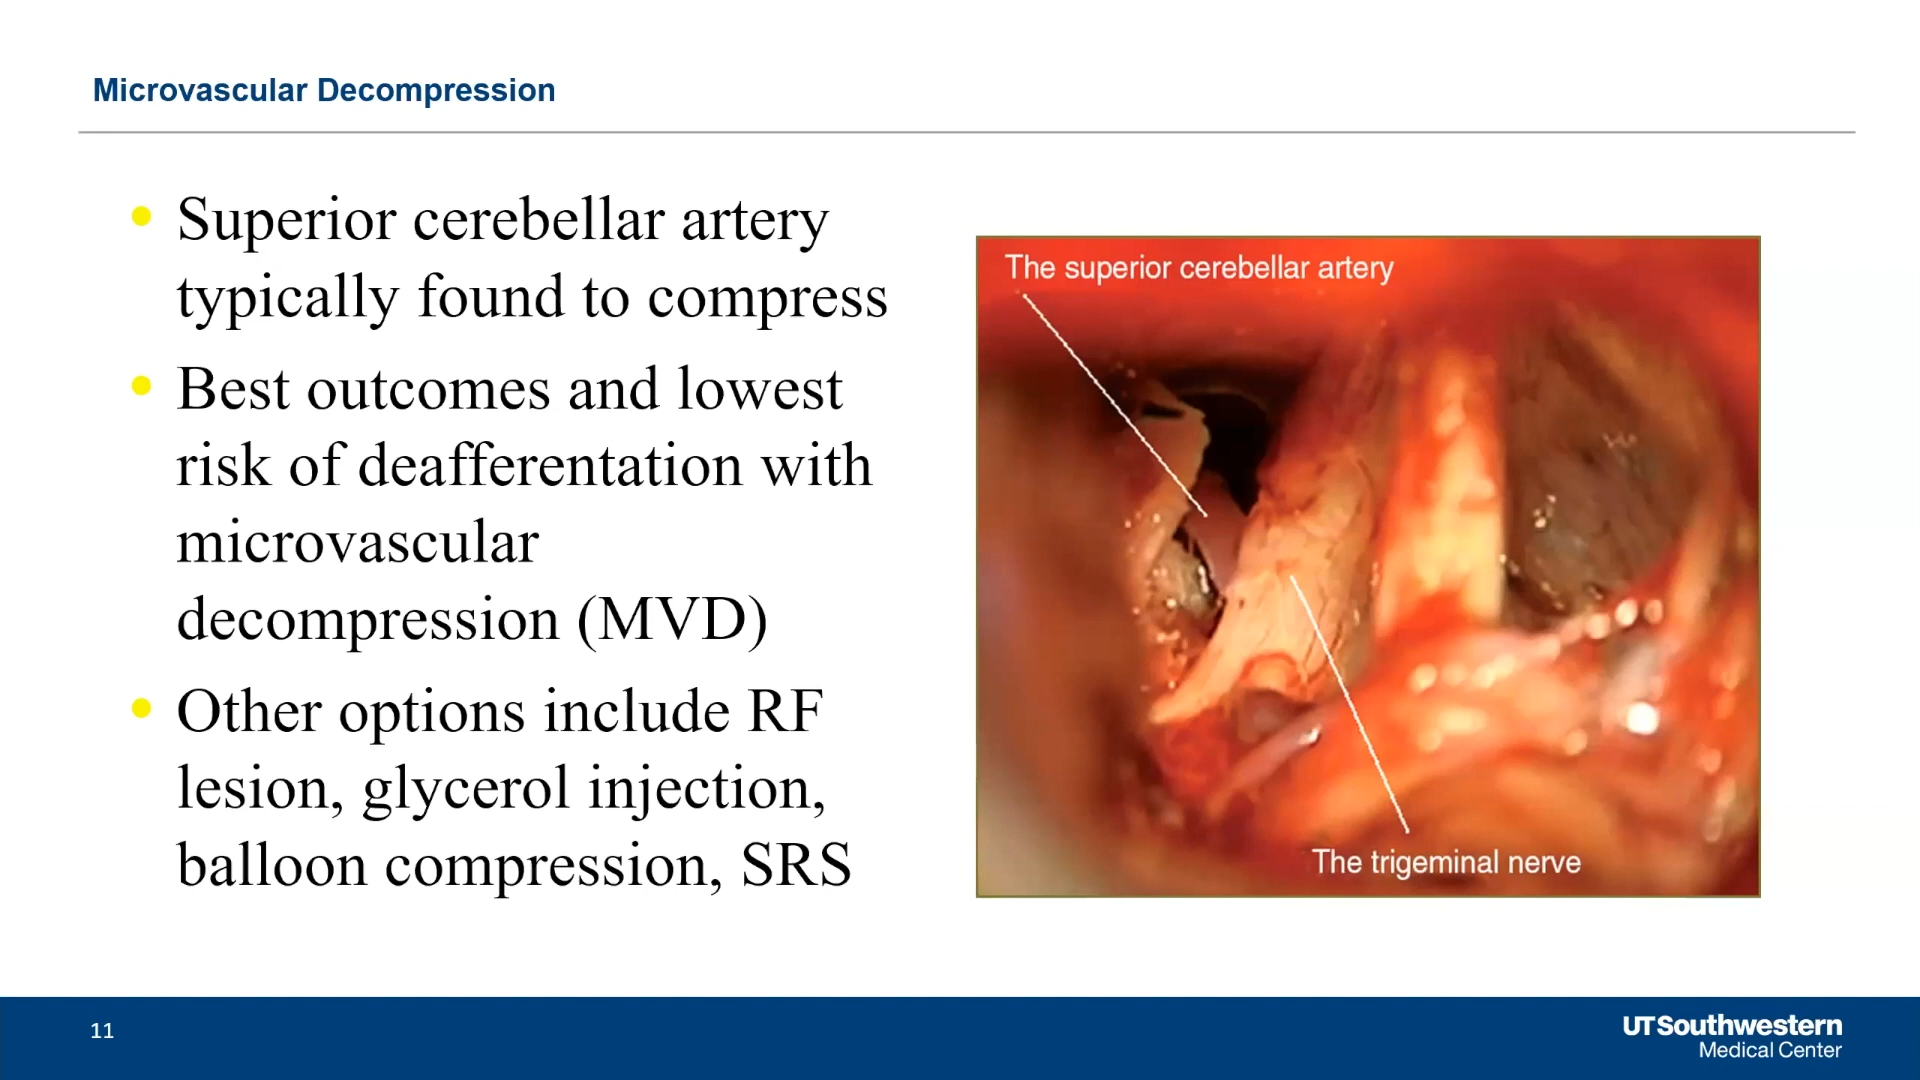 Microvascular Decompression
• Superior cerebellar artery
typically found to compress
• Best outcomes and lowest
risk of deafferentation with
microvascular
decompression (MVD)
• Other options include RF
lesion, glycerol injection,
balloon compression, SRS
The superior cerebellar artery
The trigeminal nerve
11
UT Southwestern
Medical Center